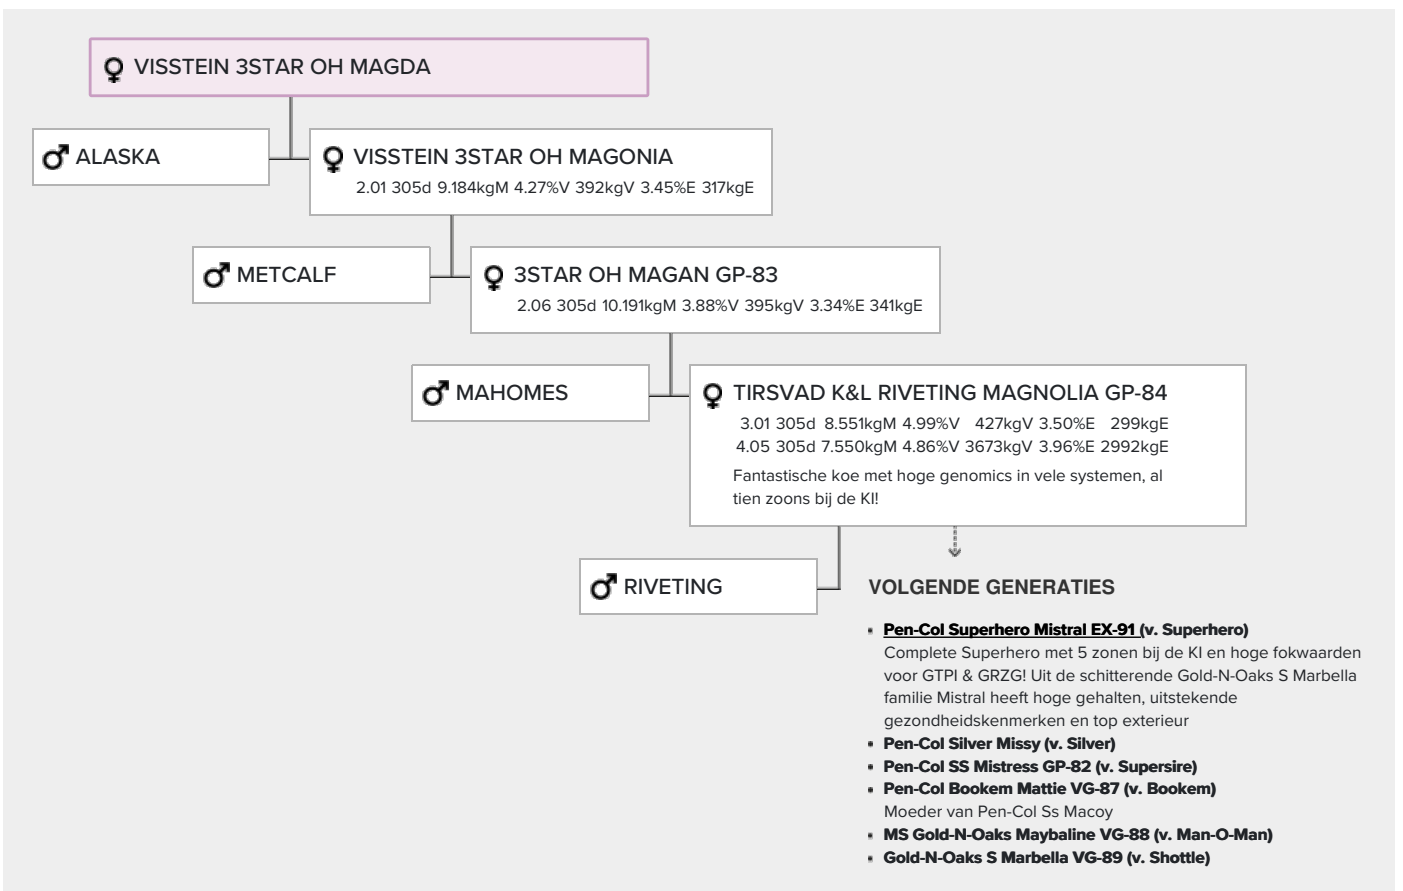 VISSTEIN 3STAR OH MAGDA
ALASKA
VISSTEIN 3STAR OH MAGONIA
2.01 305d 9.184kgM 4.27%V 392kgV 3.45%E 317kgE
METCALF
3STAR OH MAGAN GP-83
2.06 305d 10.191kgM 3.88%V 395kgV 3.34%E 341kgE
MAHOMES
TIRSVAD K&L RIVETING MAGNOLIA GP-84
3.01 305d 8.551kgM 4.99%V 427kgV 3.50%E 299kgE
4.05 305d 7.550kgM 4.86%V 3673kgV 3.96%E 2992kgE
Fantastische koe met hoge genomics in vele systemen, al
tien zoons bij de KI!
RIVETING
VOLGENDE GENERATIES
Pen-Col Superhero Mistral EX-91 (v. Superhero)
Complete Superhero met 5 zonen bij de KI en hoge fokwaarden
voor GTPI & GRZG! Uit de schitterende Gold-N-Oaks S Marbella
familie Mistral heeft hoge gehalten, uitstekende
gezondheidskenmerken en top exterieur
Pen-Col Silver Missy (v. Silver)
Pen-Col SS Mistress GP-82 (v. Supersire)
Pen-Col Bookem Mattie VG-87 (v. Bookem)
Moeder van Pen-Col Ss Macoy
MS Gold-N-Oaks Maybaline VG-88 (v. Man-O-Man)
Gold-N-Oaks S Marbella VG-89 (v. Shottle)